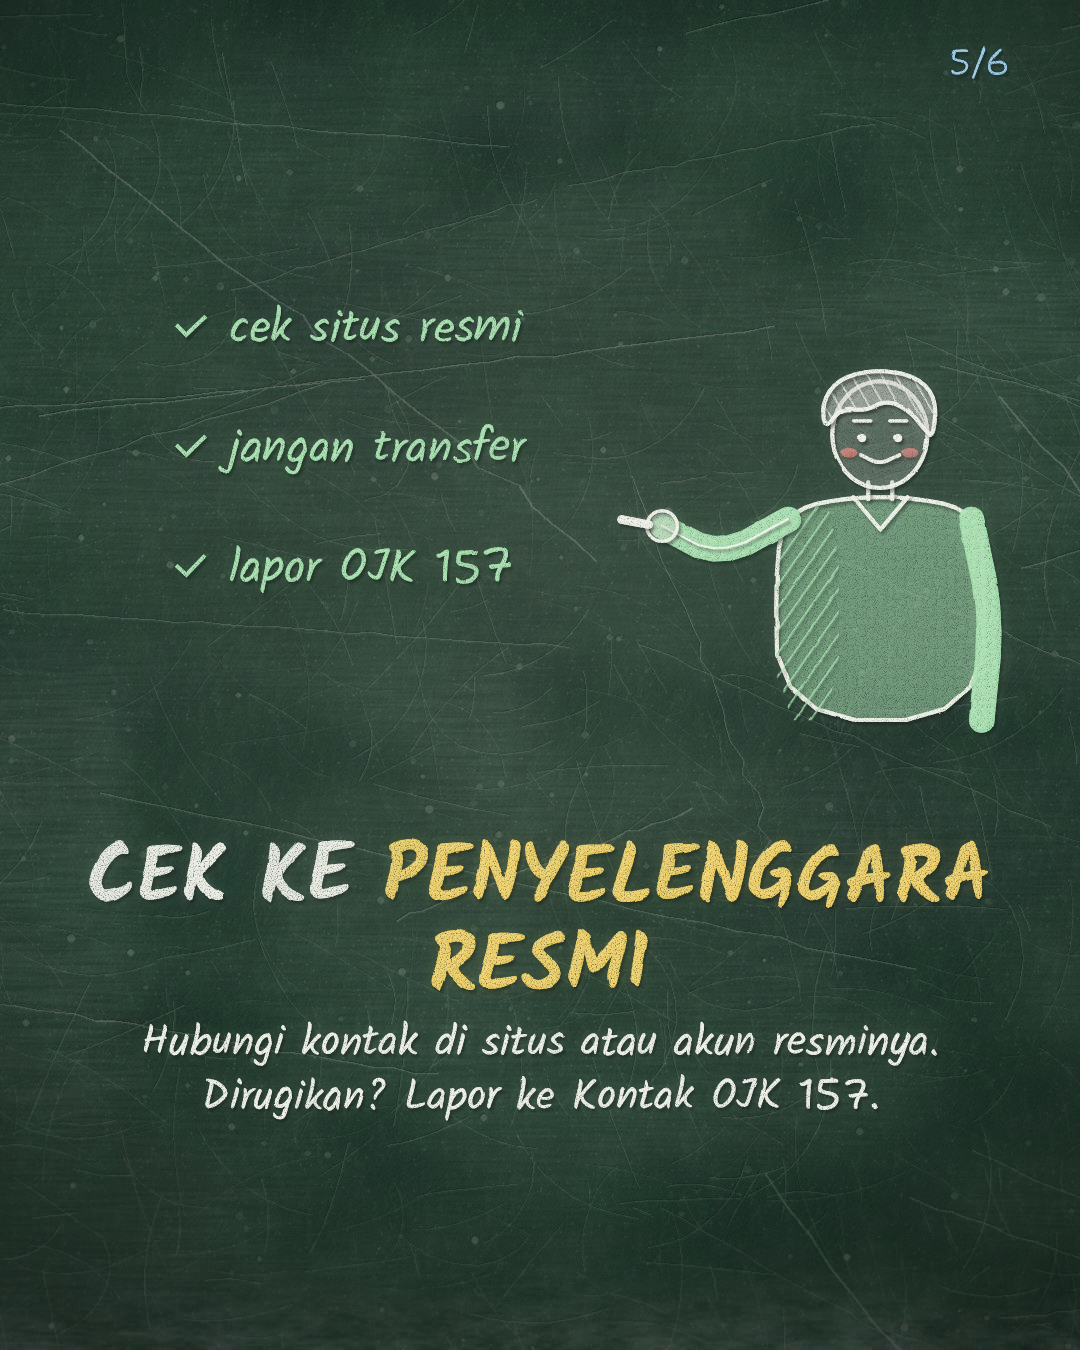 5/6
✓ cek situs resmi
✓ jangan transfer
✓ lapor OJK 157
CEK KE PENYELENGGARA
RESMI
Hubungi kontak di situs atau akun resminya.
Dirugikan? Lapor ke Kontak OJK 157.